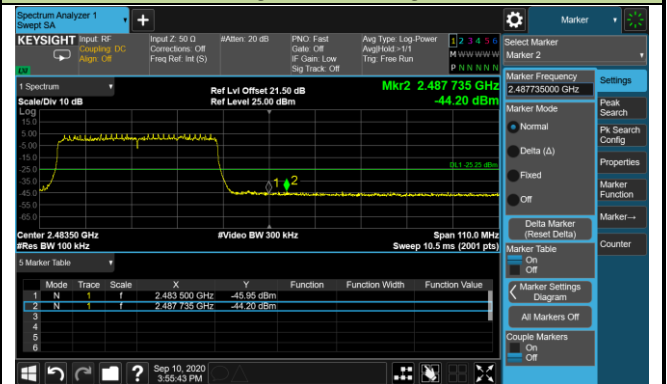 Spectrum Analyzer 1
Swept SA
Marker
KEYSIGHT
Input: RF
Coupling: DC
Align: Off
Input Z: 50 Ω
Corrections: Off
Freq Ref: Int (S)
#Atten: 20 dB
PNO: Fast
Gate: Off
IF Gain: Low
Sig Track: Off
Avg Type: Log-Power
Avg|Hold:>1/1
Trig: Free Run
1 2 3 4 5 6
M W W W W W
P N N N N N
LXI
Select Marker
Marker 2
1 Spectrum
Scale/Div 10 dB
Log
Ref Lvl Offset 21.50 dB
Ref Level 25.00 dBm
Mkr2 2.487 735 GHz
-44.20 dBm
15.0
5.00
-5.00
-15.0
-25.0
-35.0
-45.0
-55.0
-65.0
DL1 -25.25 dBm
1
2
Center 2.48350 GHz
#Res BW 100 kHz
#Video BW 300 kHz
Span 110.0 MHz
Sweep 10.5 ms (2001 pts)
5 Marker Table
Mode Trace Scale X Y Function Function Width Function Value
1 N 1 f 2.483 500 GHz -45.95 dBm
2 N 1 f 2.487 735 GHz -44.20 dBm
3
4
5
6
Marker Frequency
2.487735000 GHz
Marker Mode
Normal
Delta (Δ)
Fixed
Off
Delta Marker
(Reset Delta)
Marker Table
On
Off
Marker Settings
Diagram
All Markers Off
Couple Markers
On
Off
Settings
Peak
Search
Pk Search
Config
Properties
Marker
Function
Marker→
Counter
?
Sep 10, 2020
3:55:43 PM